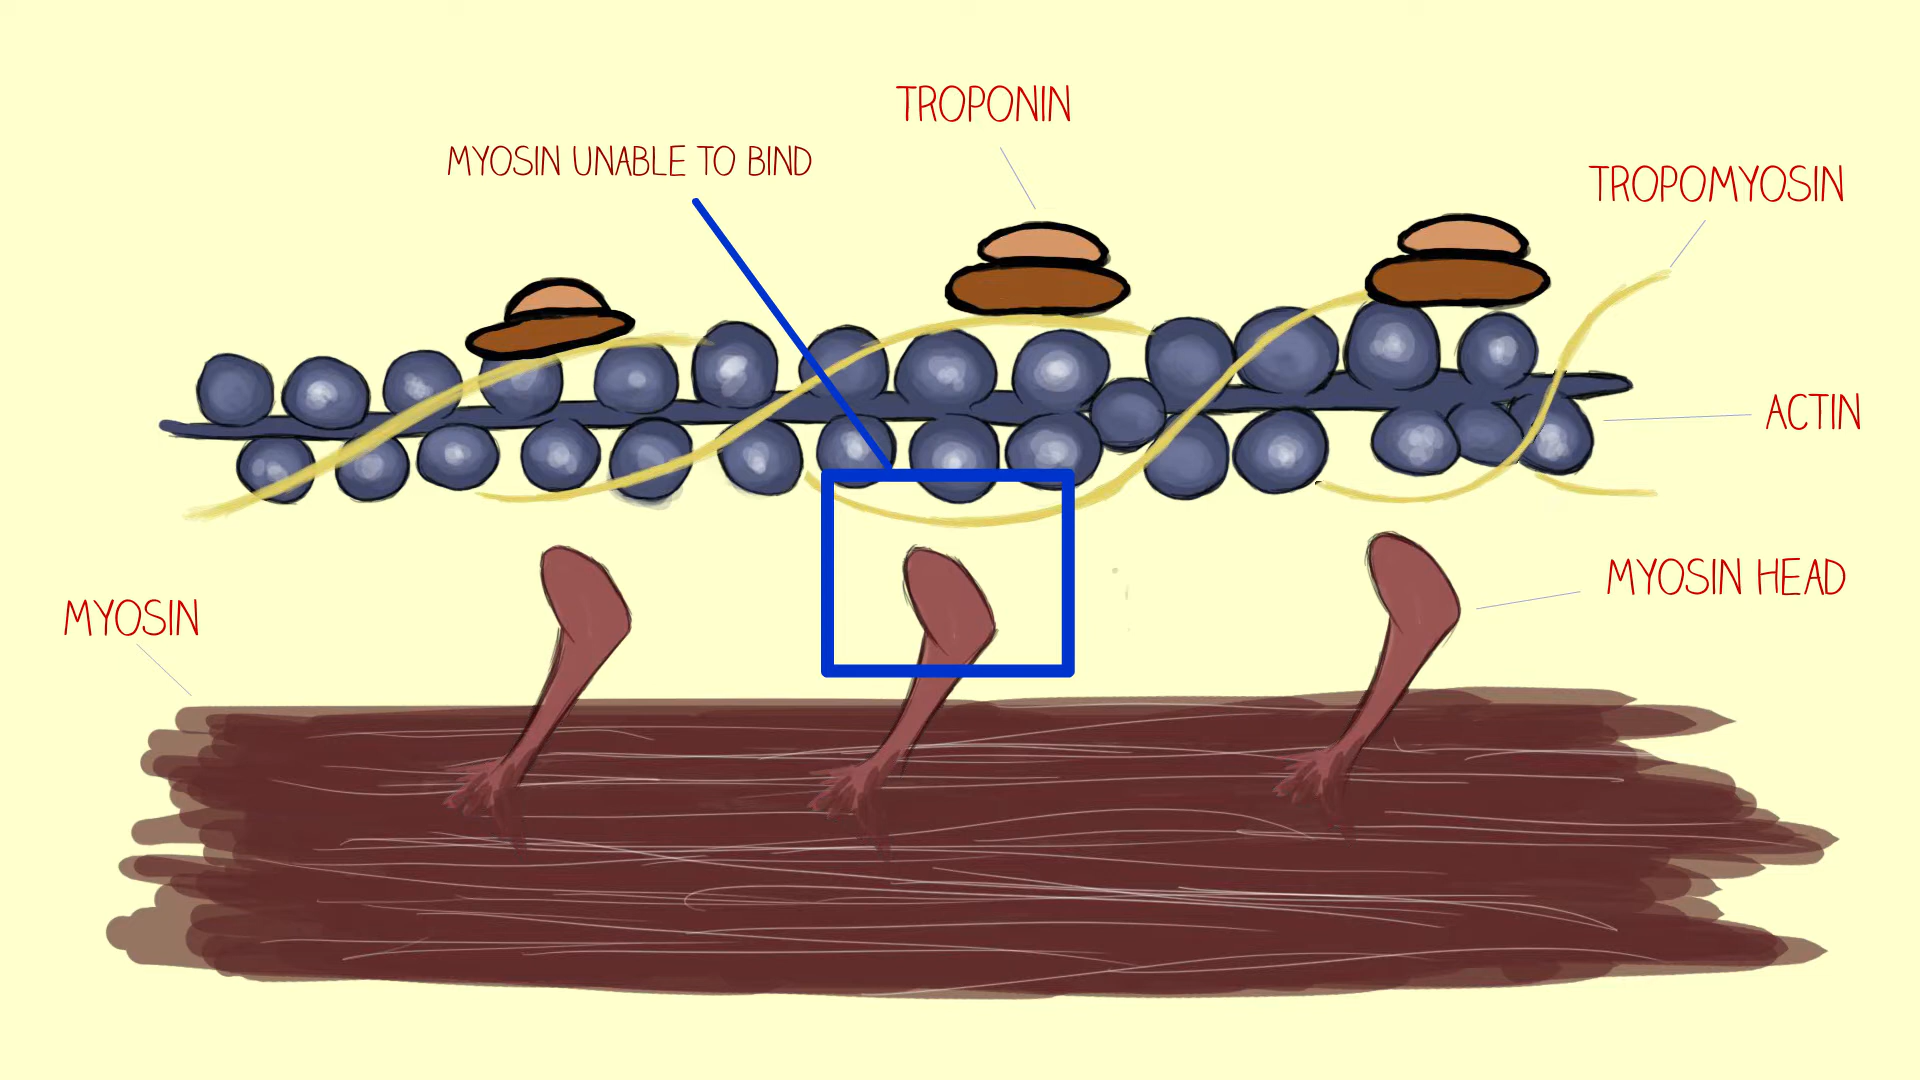 TROPONIN
MYOSIN UNABLE TO BIND
TROPOMYOSIN
ACTIN
MYOSIN HEAD
MYOSIN